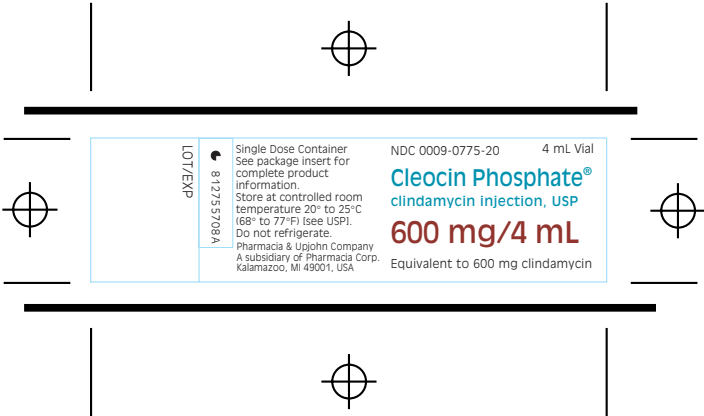 LOT/EXP
812755708A
Single Dose Container
See package insert for
complete product
information.
Store at controlled room
temperature 20° to 25°C
(68° to 77°F) [see USP].
Do not refrigerate.
Pharmacia & Upjohn Company
A subsidiary of Pharmacia Corp.
Kalamazoo, MI 49001, USA
NDC 0009-0775-20 4 mL Vial
Cleocin Phosphate®
clindamycin injection, USP
600 mg/4 mL
Equivalent to 600 mg clindamycin